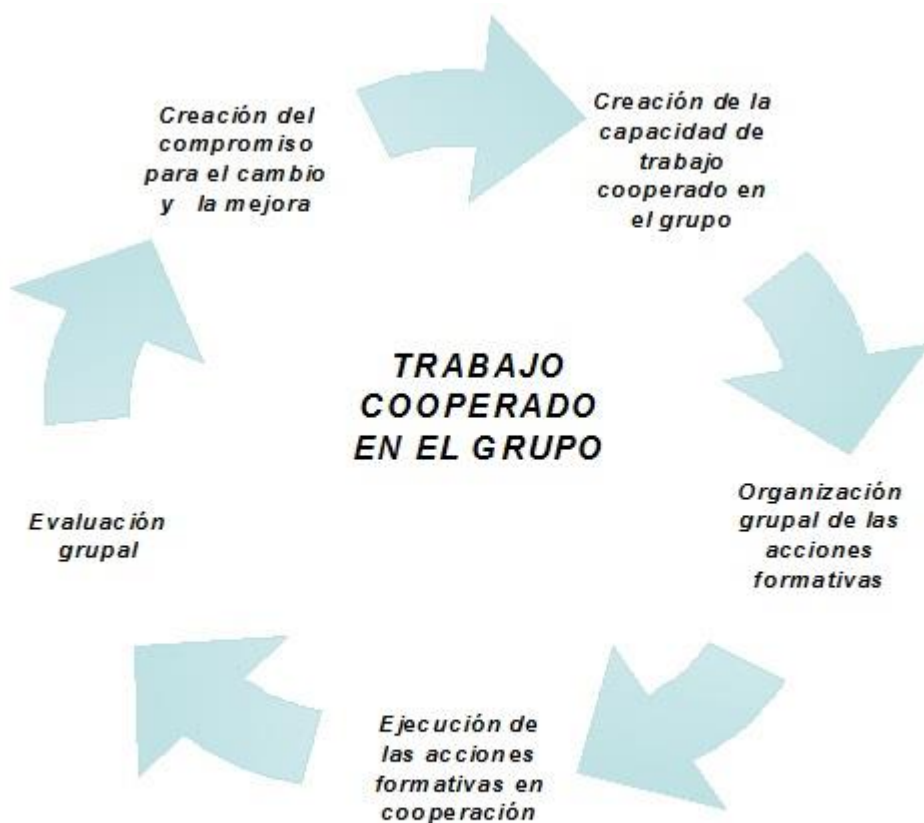 Creación del
compromiso
para el cambio
y la mejora
Creación de la
capacidad de
trabajo
cooperado en
el grupo
TRABAJO
COOPERADO
EN EL GRUPO
Organización
grupal de las
acciones
formativas
Ejecución de
las acciones
formativas en
cooperación
Evaluación
grupal